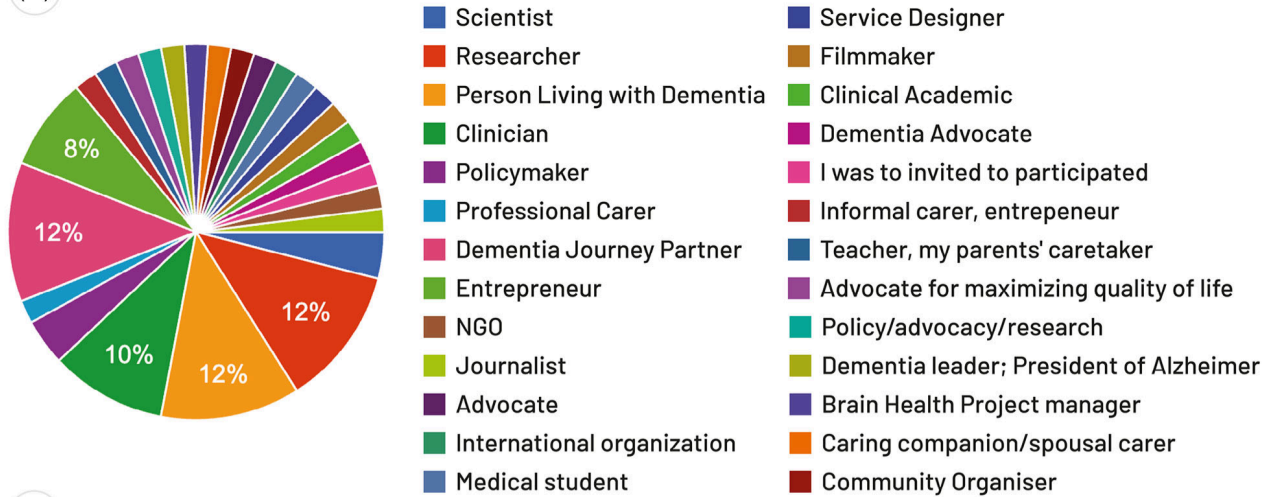 8%
12%
12%
10%
12%
Scientist
Researcher
Person Living with Dementia
Clinician
Policymaker
Professional Carer
Dementia Journey Partner
Entrepreneur
NGO
Journalist
Advocate
International organization
Medical student
Service Designer
Filmmaker
Clinical Academic
Dementia Advocate
I was to invited to participated
Informal carer, entrepeneur
Teacher, my parents' caretaker
Advocate for maximizing quality of life
Policy/advocacy/research
Dementia leader; President of Alzheimer
Brain Health Project manager
Caring companion/spousal carer
Community Organiser